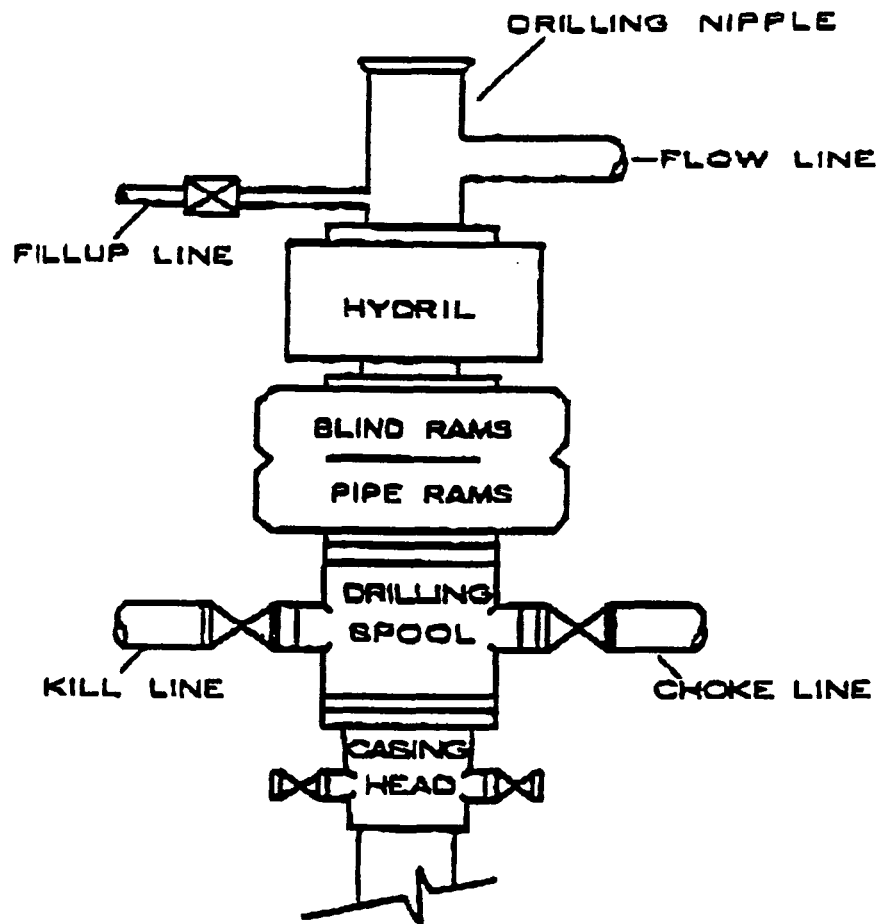 DRILLING NIPPLE
FLOW LINE
FILLUP LINE
HYDRIL
BLIND RAMS
PIPE RAMS
DRILLING
SPOOL
KILL LINE
CHOKE LINE
CASING
HEAD